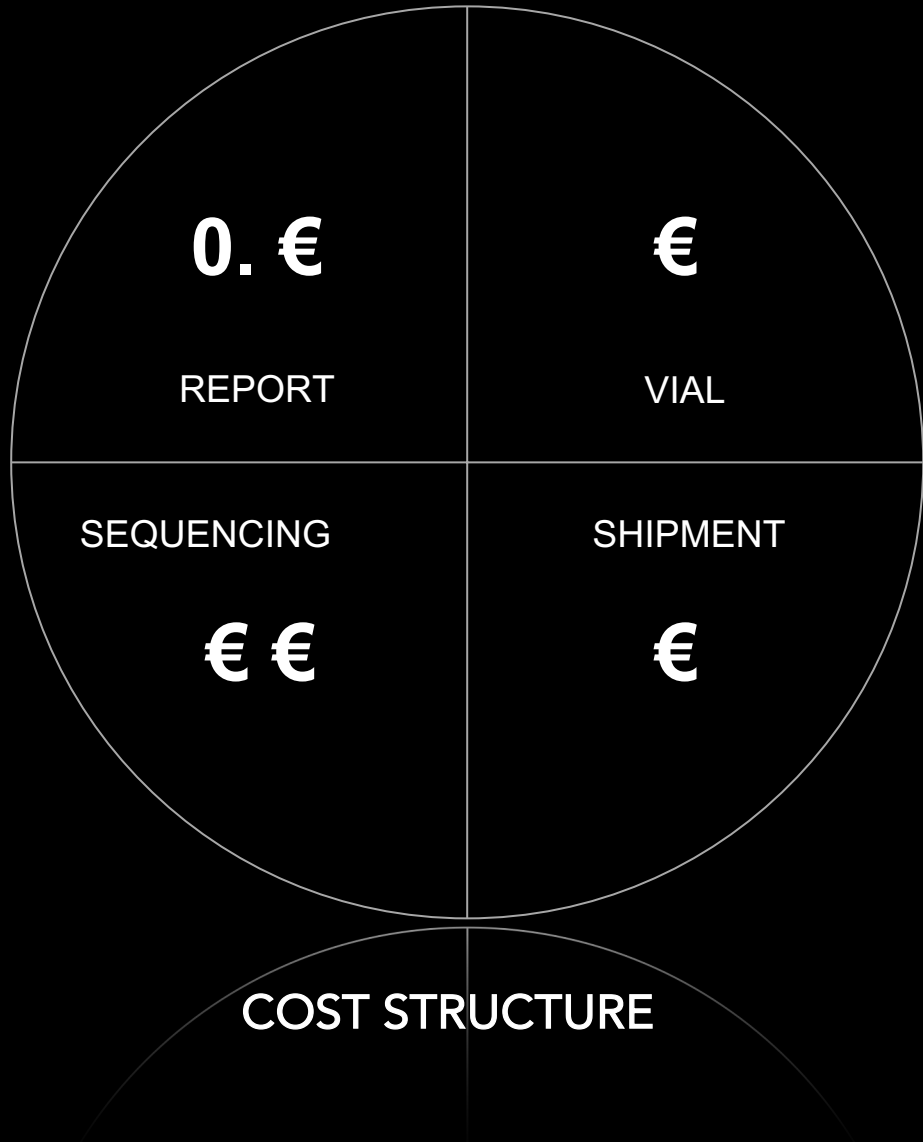 0. €
€
REPORT
VIAL
SEQUENCING
SHIPMENT
€ €
€
COST STRUCTURE